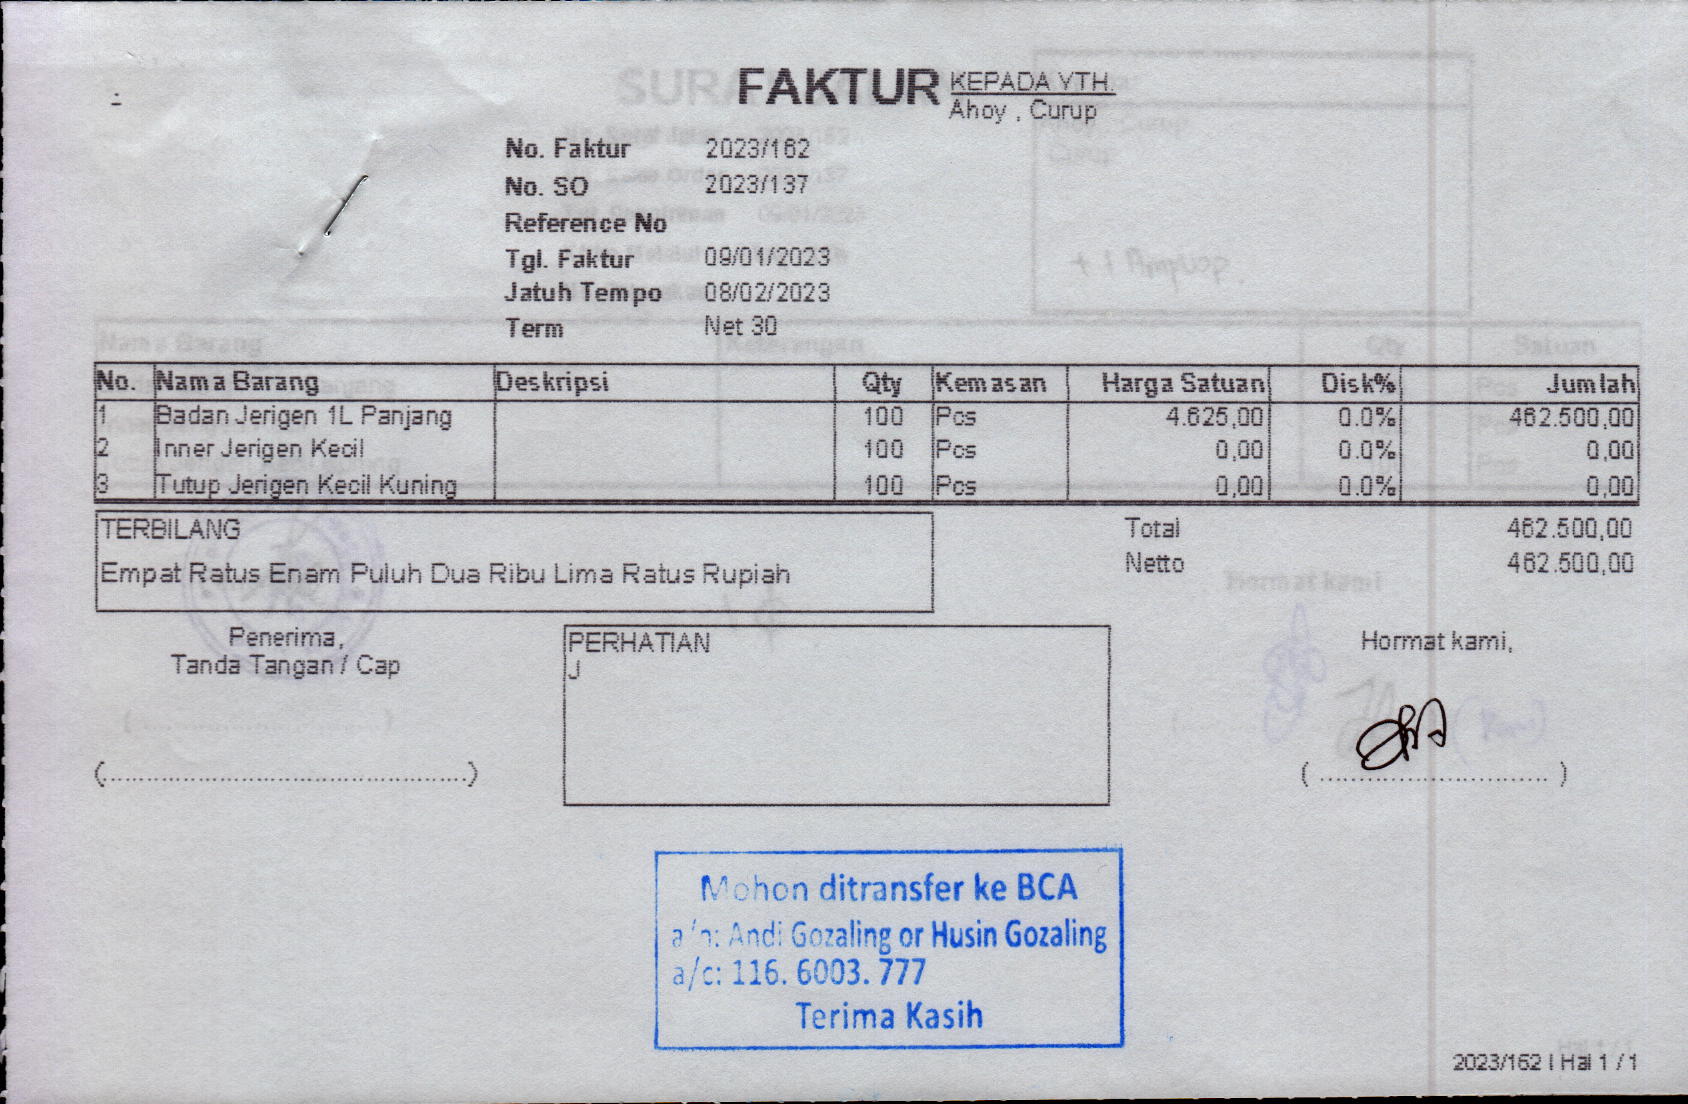 FAKTUR
KEPADA YTH.
Ahoy , Curup
No. Faktur 2023/162
No. SO 2023/137
Reference No
Tgl. Faktur 09/01/2023
Jatuh Tempo 08/02/2023
Term Net 30
No. Nama Barang Deskripsi Qty Kemasan Harga Satuan Disk% Jumlah
1 Badan Jerigen 1L Panjang 100 Pcs 4.625,00 0.0% 462.500,00
2 Inner Jerigen Kecil 100 Pcs 0,00 0.0% 0,00
3 Tutup Jerigen Kecil Kuning 100 Pcs 0,00 0.0% 0,00
TERBILANG
Empat Ratus Enam Puluh Dua Ribu Lima Ratus Rupiah
Total 462.500,00
Netto 462.500,00
Penerima,
Tanda Tangan / Cap
PERHATIAN
J
Hormat kami,
Mohon ditransfer ke BCA
a/n: Andi Gozaling or Husin Gozaling
a/c: 116. 6003. 777
Terima Kasih
2023/162 | Hal 1 / 1